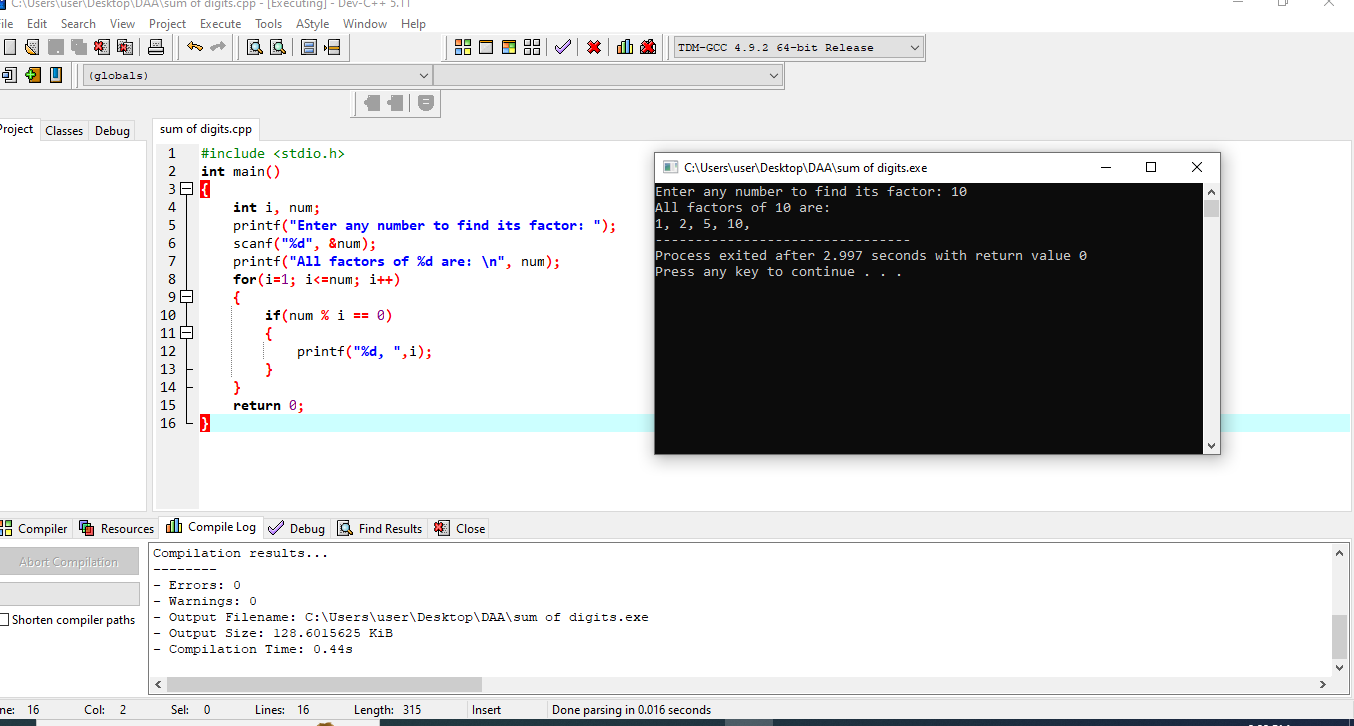 C:\Users\user\Desktop\DAA\sum of digits.cpp - [Executing] - Dev-C++ 5.11
File Edit Search View Project Execute Tools AStyle Window Help
TDM-GCC 4.9.2 64-bit Release
(globals)
Project Classes Debug
sum of digits.cpp
1 #include <stdio.h>
2 int main()
3 {
4 int i, num;
5 printf("Enter any number to find its factor: ");
6 scanf("%d", &num);
7 printf("All factors of %d are: \n", num);
8 for(i=1; i<=num; i++)
9 {
10 if(num % i == 0)
11 {
12 printf("%d, ",i);
13 }
14 }
15 return 0;
16 }
C:\Users\user\Desktop\DAA\sum of digits.exe
Enter any number to find its factor: 10
All factors of 10 are:
1, 2, 5, 10,
--------------------------------
Process exited after 2.997 seconds with return value 0
Press any key to continue . . .
Compiler Resources Compile Log Debug Find Results Close
Abort Compilation
Shorten compiler paths
Compilation results...
--------
- Errors: 0
- Warnings: 0
- Output Filename: C:\Users\user\Desktop\DAA\sum of digits.exe
- Output Size: 128.6015625 KiB
- Compilation Time: 0.44s
ne: 16 Col: 2 Sel: 0 Lines: 16 Length: 315 Insert Done parsing in 0.016 seconds